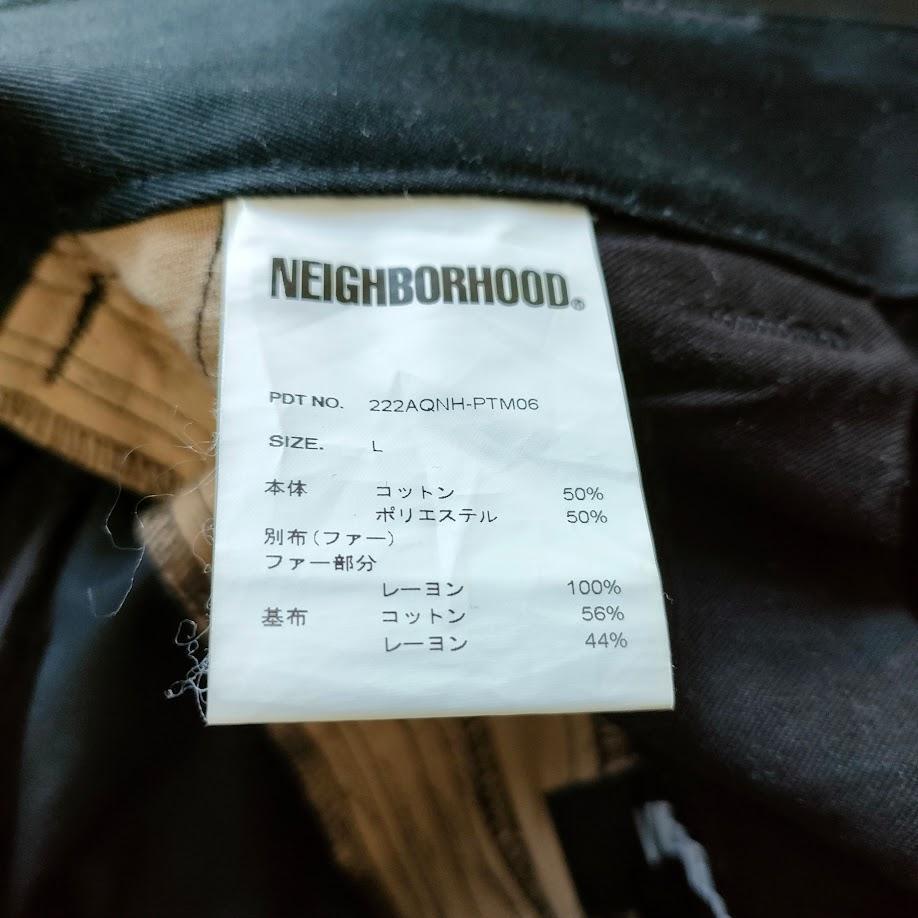 NEIGHBORHOOD®
PDT NO. 222AQNH-PTM06
SIZE. L
本体 コットン 50%
ポリエステル 50%
別布(ファー)
ファー部分
レーヨン 100%
基布 コットン 56%
レーヨン 44%